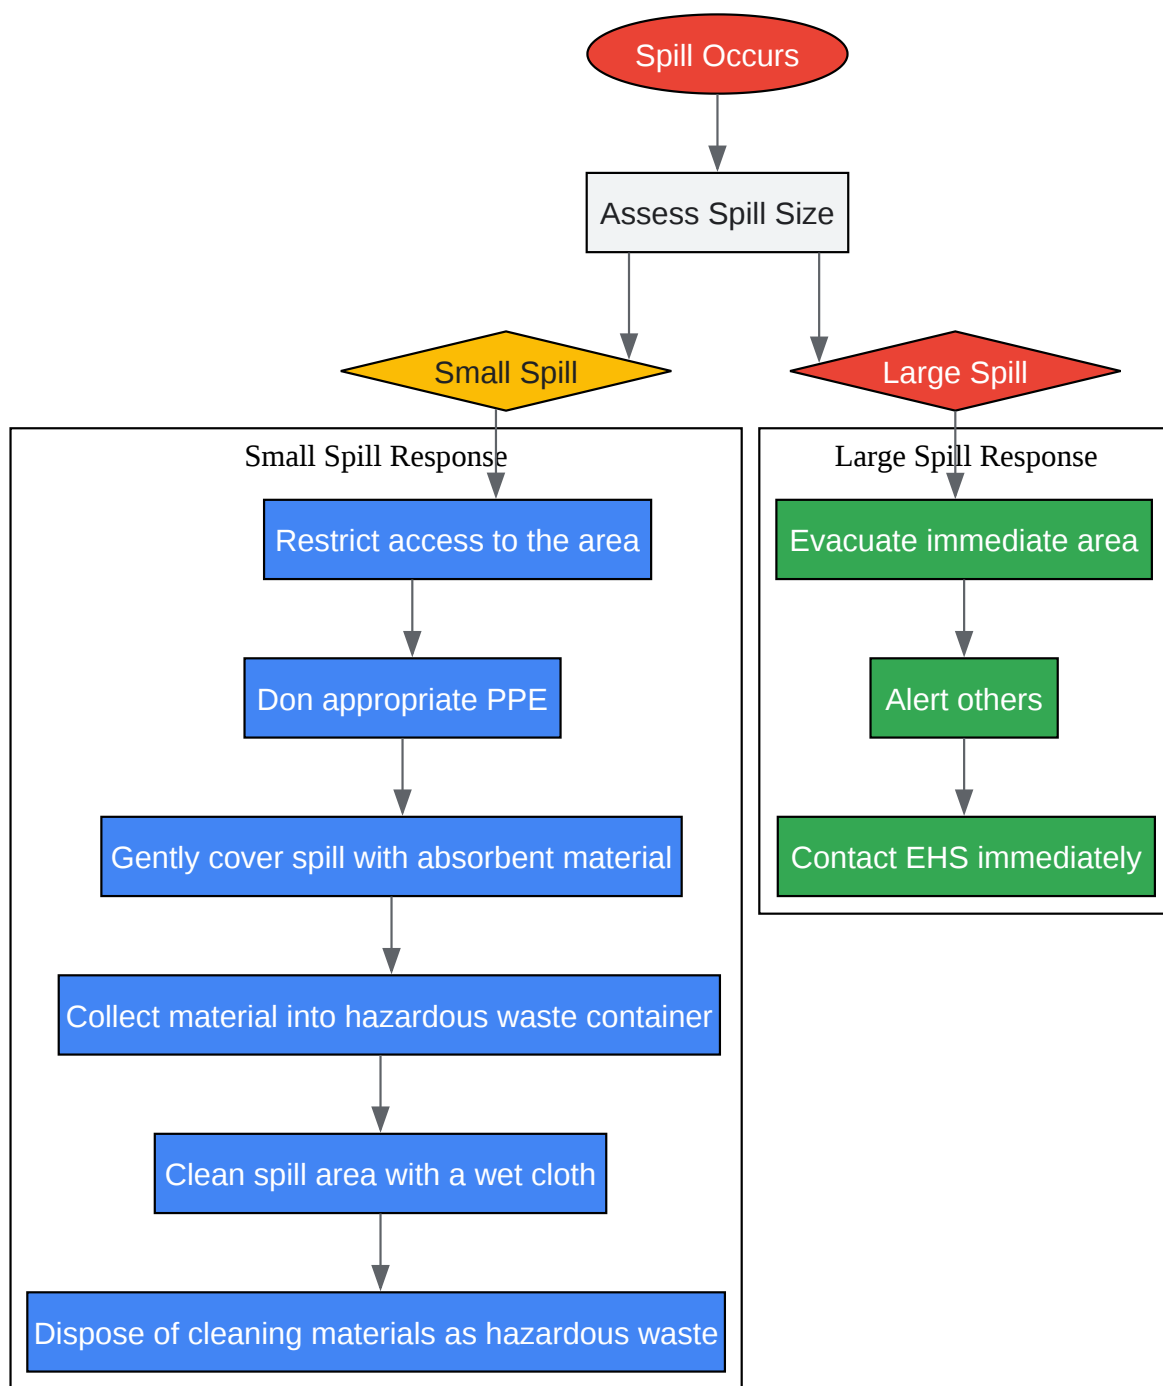 Spill Occurs
Assess Spill Size
Small Spill
Large Spill
Small Spill Response
Restrict access to the area
Don appropriate PPE
Gently cover spill with absorbent material
Collect material into hazardous waste container
Clean spill area with a wet cloth
Dispose of cleaning materials as hazardous waste
Large Spill Response
Evacuate immediate area
Alert others
Contact EHS immediately